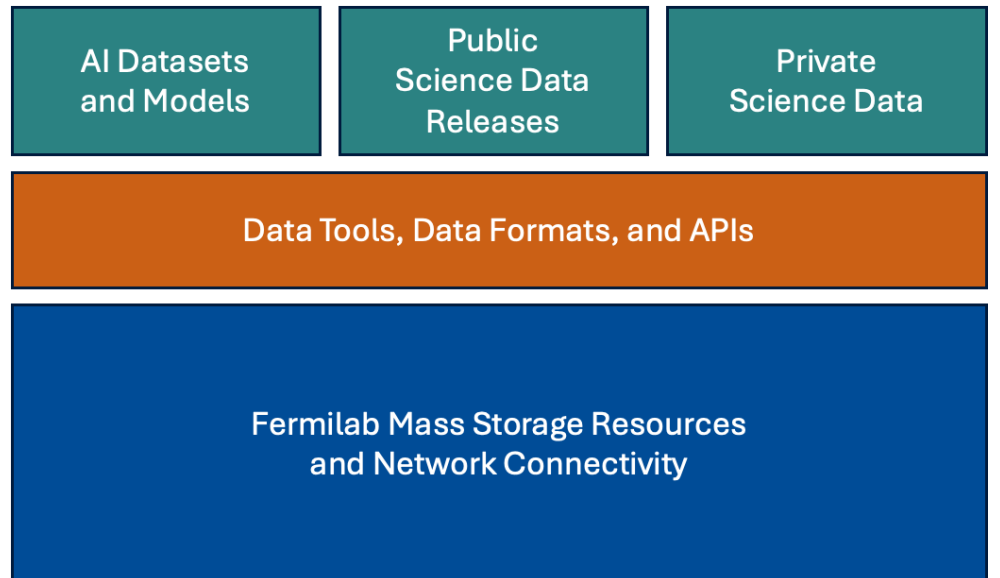 AI Datasets
and Models
Public
Science Data
Releases
Private
Science Data
Data Tools, Data Formats, and APIs
Fermilab Mass Storage Resources
and Network Connectivity